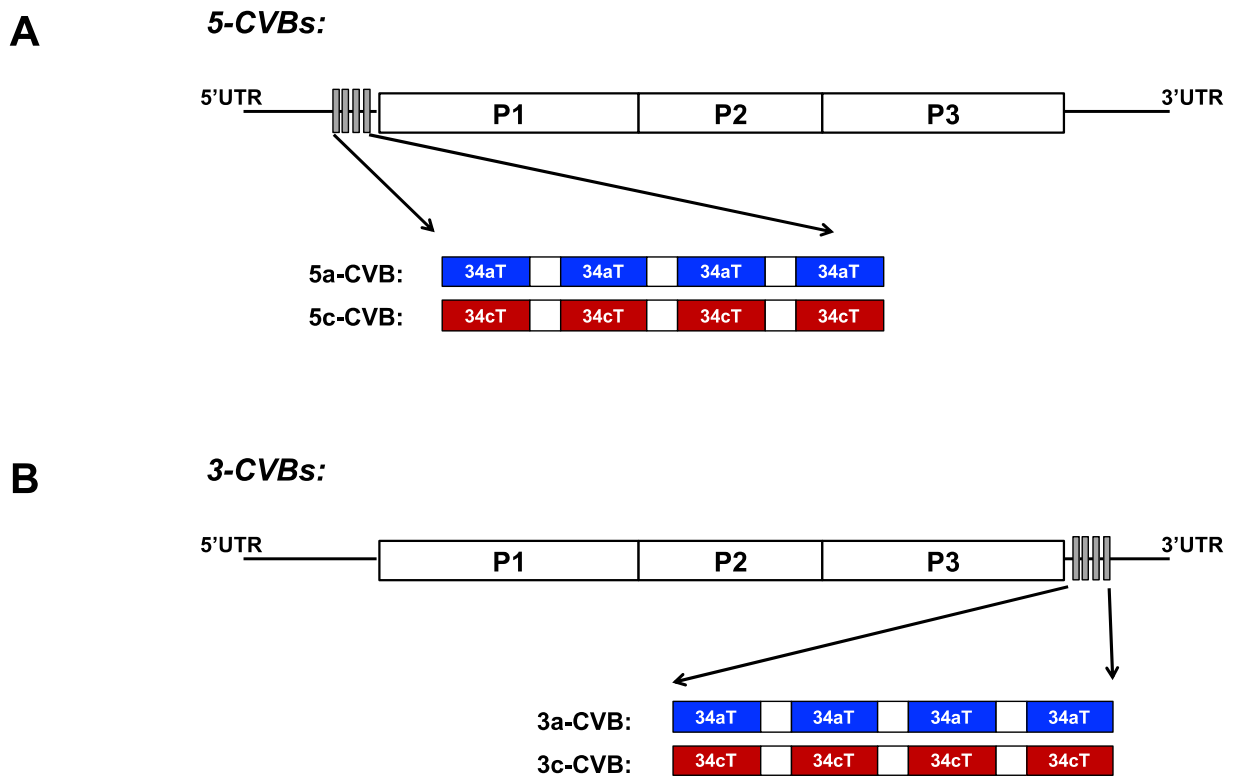 A
5-CVBs:
5’UTR
3’UTR
P1 P2 P3
5a-CVB: 34aT 34aT 34aT 34aT
5c-CVB: 34cT 34cT 34cT 34cT
B
3-CVBs:
5’UTR
3’UTR
P1 P2 P3
3a-CVB: 34aT 34aT 34aT 34aT
3c-CVB: 34cT 34cT 34cT 34cT